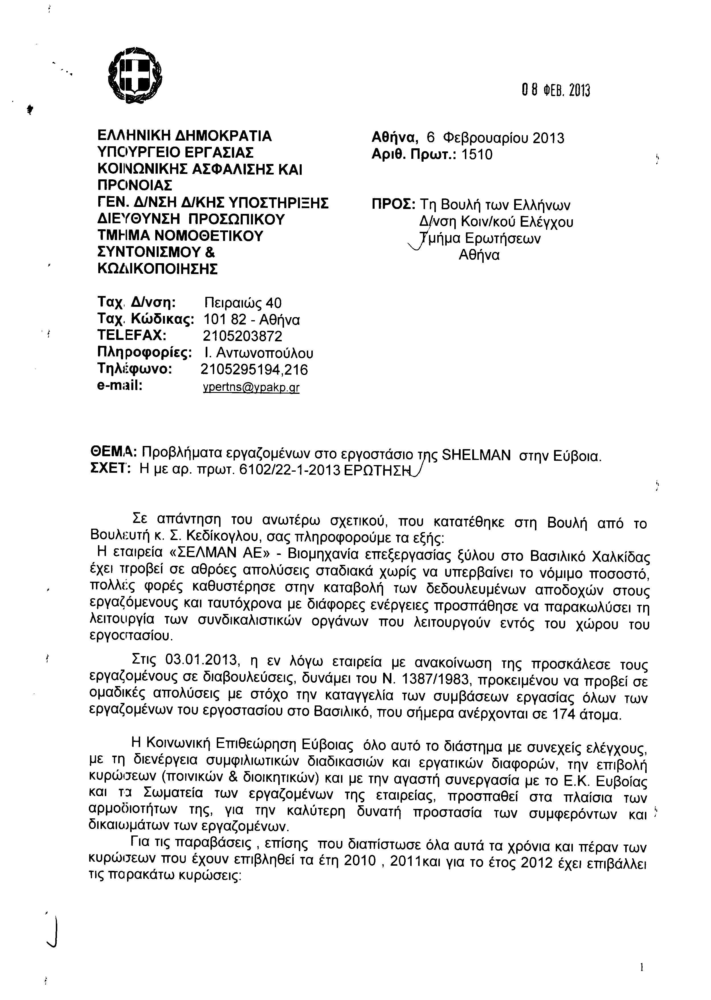 08 ΦΕΒ. 2013
ΕΛΛΗΝΙΚΗ ΔΗΜΟΚΡΑΤΙΑ
ΥΠΟΥΡΓΕΙΟ ΕΡΓΑΣΙΑΣ
ΚΟΙΝΩΝΙΚΗΣ ΑΣΦΑΛΙΣΗΣ ΚΑΙ
ΠΡΟΝΟΙΑΣ
ΓΕΝ. Δ/ΝΣΗ Δ/ΚΗΣ ΥΠΟΣΤΗΡΙΞΗΣ
ΔΙΕΥΘΥΝΣΗ ΠΡΟΣΩΠΙΚΟΥ
ΤΜΗΜΑ ΝΟΜΟΘΕΤΙΚΟΥ
ΣΥΝΤΟΝΙΣΜΟΥ &
ΚΩΔΙΚΟΠΟΙΗΣΗΣ
Αθήνα, 6 Φεβρουαρίου 2013
Αριθ. Πρωτ.: 1510
ΠΡΟΣ: Τη Βουλή των Ελλήνων
Δ/νση Κοιν/κού Ελέγχου
Τμήμα Ερωτήσεων
Αθήνα
Ταχ. Δ/νση: Πειραιώς 40
Ταχ. Κώδικας: 101 82 - Αθήνα
TELEFAX: 2105203872
Πληροφορίες: Ι. Αντωνοπούλου
Τηλέφωνο: 2105295194,216
e-mail: ypertns@ypakp.gr
ΘΕΜΑ: Προβλήματα εργαζομένων στο εργοστάσιο της SHELMAN στην Εύβοια.
ΣΧΕΤ: Η με αρ. πρωτ. 6102/22-1-2013 ΕΡΩΤΗΣΗ
Σε απάντηση του ανωτέρω σχετικού, που κατατέθηκε στη Βουλή από το
Βουλευτή κ. Σ. Κεδίκογλου, σας πληροφορούμε τα εξής:
Η εταιρεία «ΣΕΛΜΑΝ ΑΕ» - Βιομηχανία επεξεργασίας ξύλου στο Βασιλικό Χαλκίδας
έχει προβεί σε αθρόες απολύσεις σταδιακά χωρίς να υπερβαίνει το νόμιμο ποσοστό,
πολλές φορές καθυστέρησε στην καταβολή των δεδουλευμένων αποδοχών στους
εργαζόμενους και ταυτόχρονα με διάφορες ενέργειες προσπάθησε να παρακωλύσει τη
λειτουργία των συνδικαλιστικών οργάνων που λειτουργούν εντός του χώρου του
εργοστασίου.
Στις 03.01.2013, η εν λόγω εταιρεία με ανακοίνωση της προσκάλεσε τους
εργαζομένους σε διαβουλεύσεις, δυνάμει του Ν. 1387/1983, προκειμένου να προβεί σε
ομαδικές απολύσεις με στόχο την καταγγελία των συμβάσεων εργασίας όλων των
εργαζομένων του εργοστασίου στο Βασιλικό, που σήμερα ανέρχονται σε 174 άτομα.
Η Κοινωνική Επιθεώρηση Εύβοιας όλο αυτό το διάστημα με συνεχείς ελέγχους,
με τη διενέργεια συμφιλιωτικών διαδικασιών και εργατικών διαφορών, την επιβολή
κυρώσεων (ποινικών & διοικητικών) και με την αγαστή συνεργασία με το Ε.Κ. Ευβοίας
και τα Σωματεία των εργαζομένων της εταιρείας, προσπαθεί στα πλαίσια των
αρμοδιοτήτων της, για την καλύτερη δυνατή προστασία των συμφερόντων και
δικαιωμάτων των εργαζομένων.
Για τις παραβάσεις , επίσης που διαπίστωσε όλα αυτά τα χρόνια και πέραν των
κυρώσεων που έχουν επιβληθεί τα έτη 2010 , 2011και για το έτος 2012 έχει επιβάλλει
τις παρακάτω κυρώσεις:
1